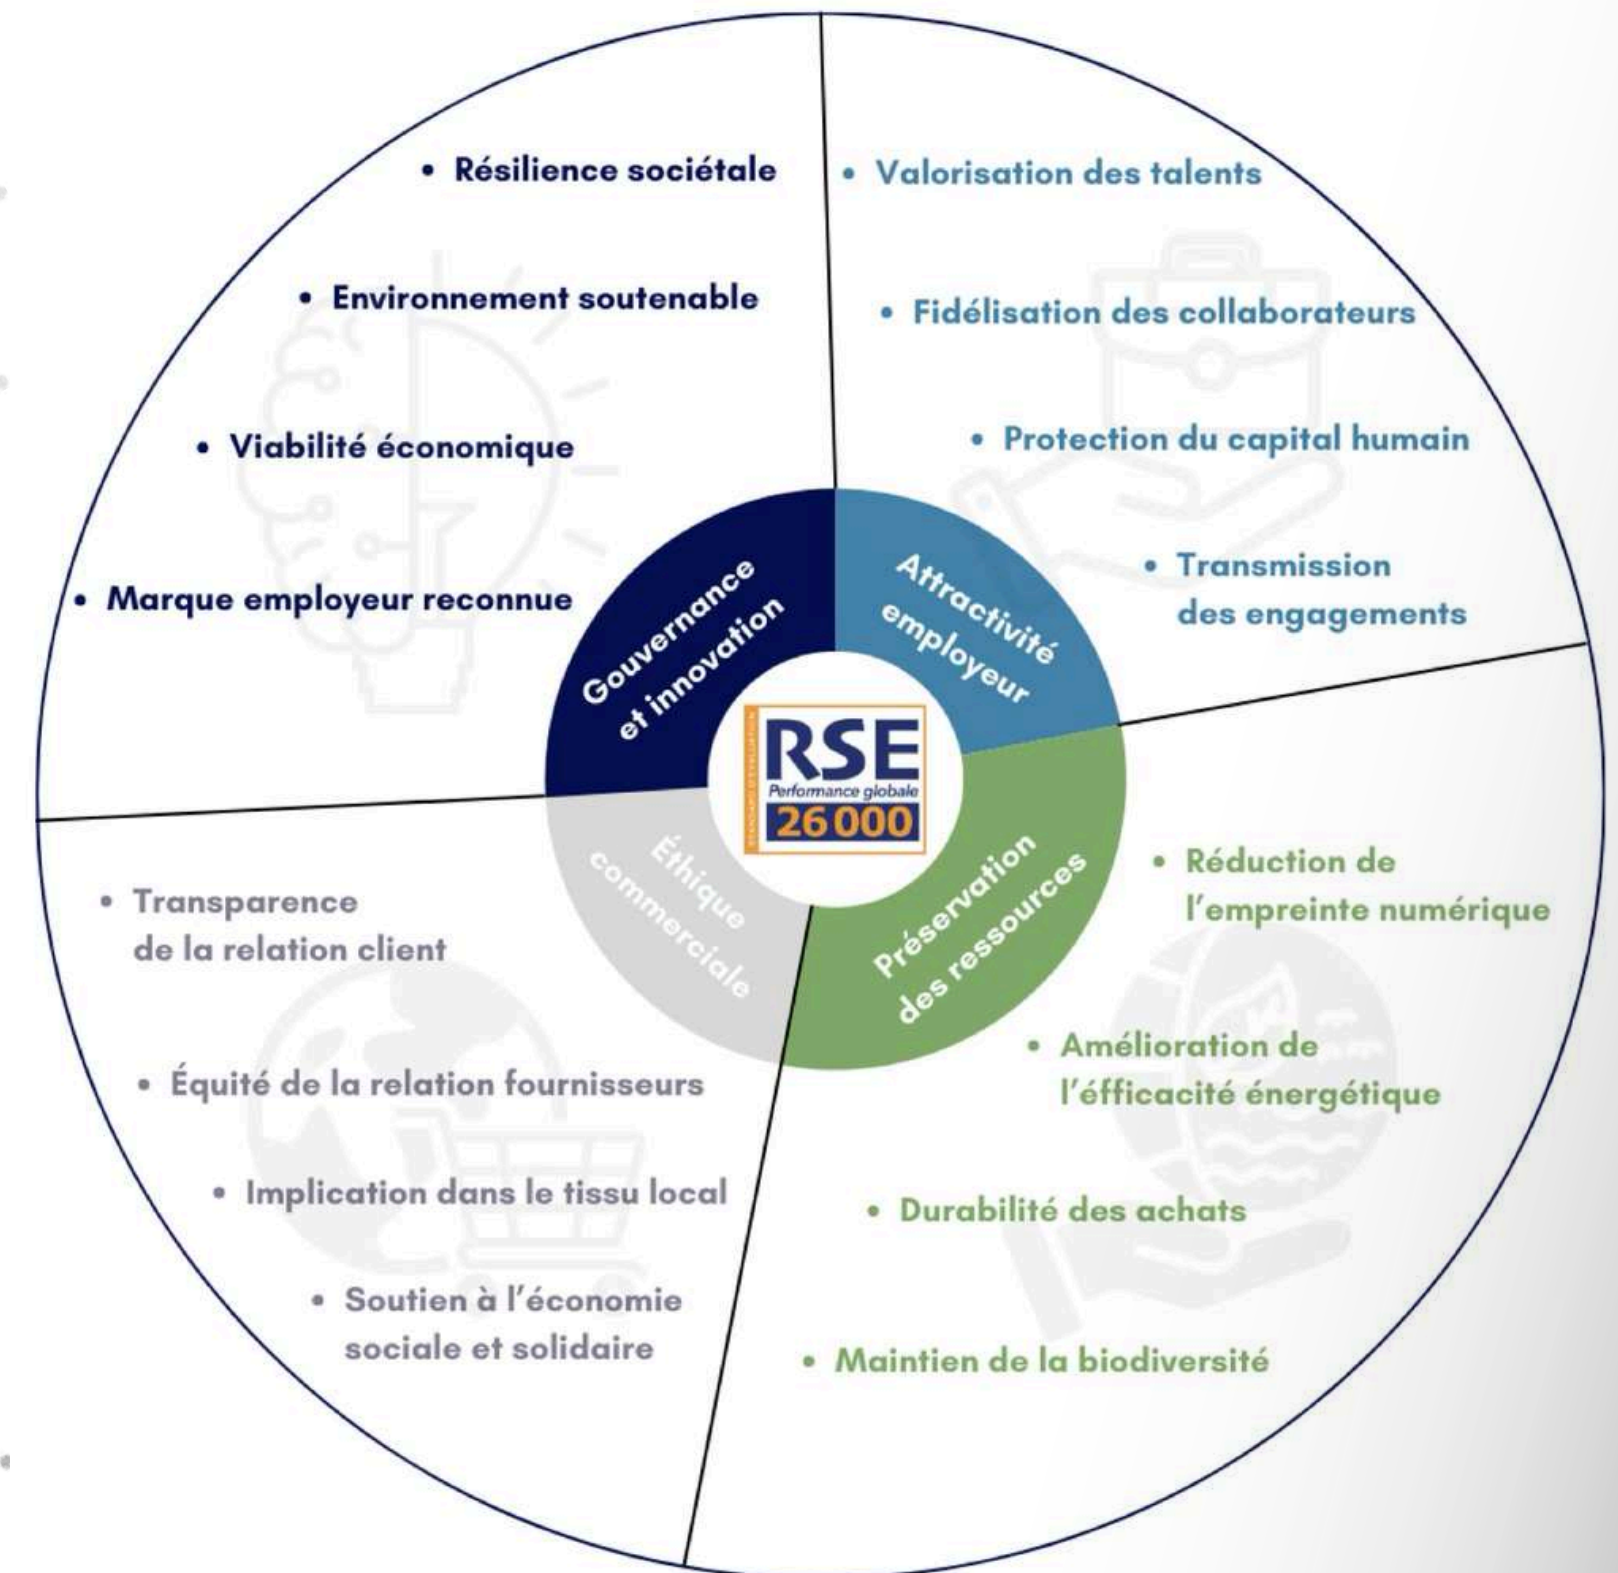 • Résilience sociétale
• Environnement soutenable
• Viabilité économique
• Marque employeur reconnue
• Valorisation des talents
• Fidélisation des collaborateurs
• Protection du capital humain
• Transmission
des engagements
Gouvernance
et innovation
Attractivité
employeur
STANDARD D'ÉVALUATION
RSE
Performance globale
26 000
Éthique
commerciale
Préservation
des ressources
• Transparence
de la relation client
• Équité de la relation fournisseurs
• Implication dans le tissu local
• Soutien à l'économie
sociale et solidaire
• Réduction de
l'empreinte numérique
• Amélioration de
l'éfficacité énergétique
• Durabilité des achats
• Maintien de la biodiversité